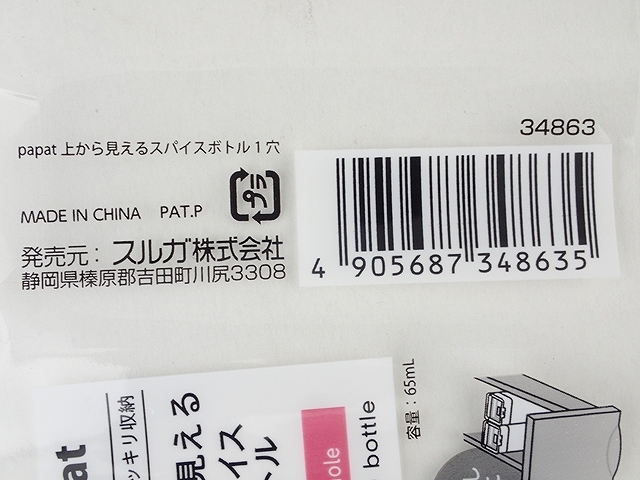 34863
papat 上から見えるスパイスボトル1穴
プラ
MADE IN CHINA PAT.P
発売元：スルガ株式会社
静岡県榛原郡吉田町川尻3308
4 905687 348635
容量：65mL
ッキリ収納
見える
イス
トル
bottle